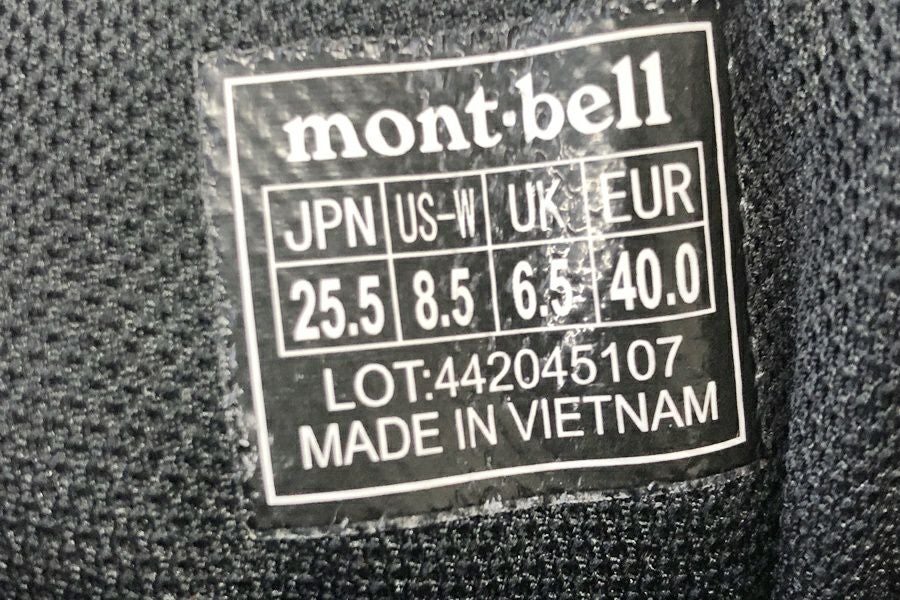 mont·bell
JPN US-W UK EUR
25.5 8.5 6.5 40.0
LOT:442045107
MADE IN VIETNAM